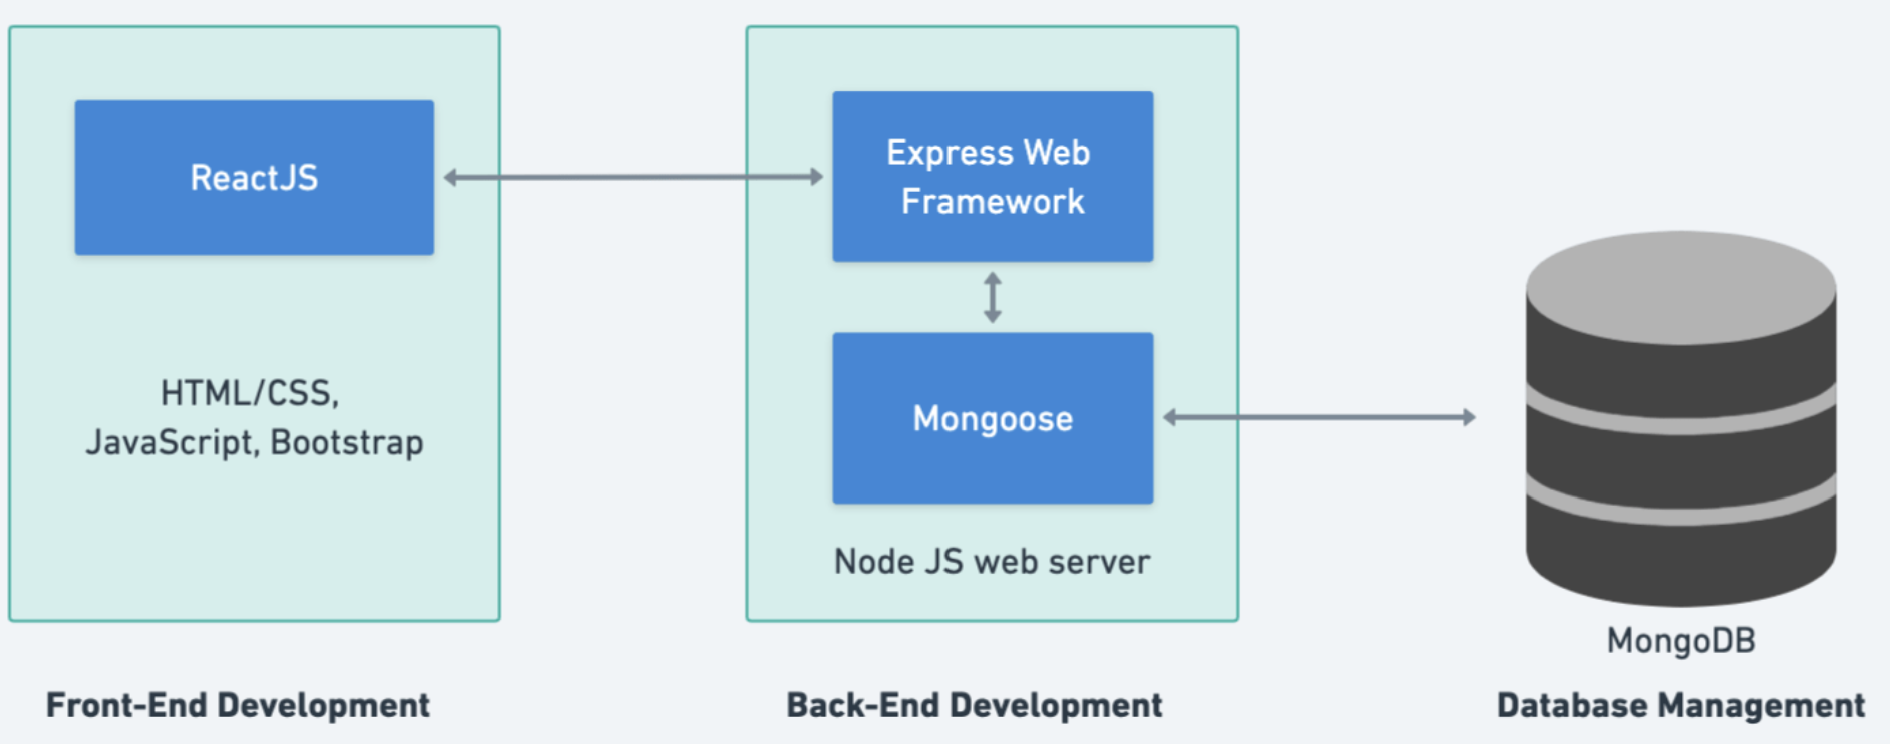 ReactJS
HTML/CSS,
JavaScript, Bootstrap
Front-End Development
Express Web
Framework
Mongoose
Node JS web server
Back-End Development
MongoDB
Database Management